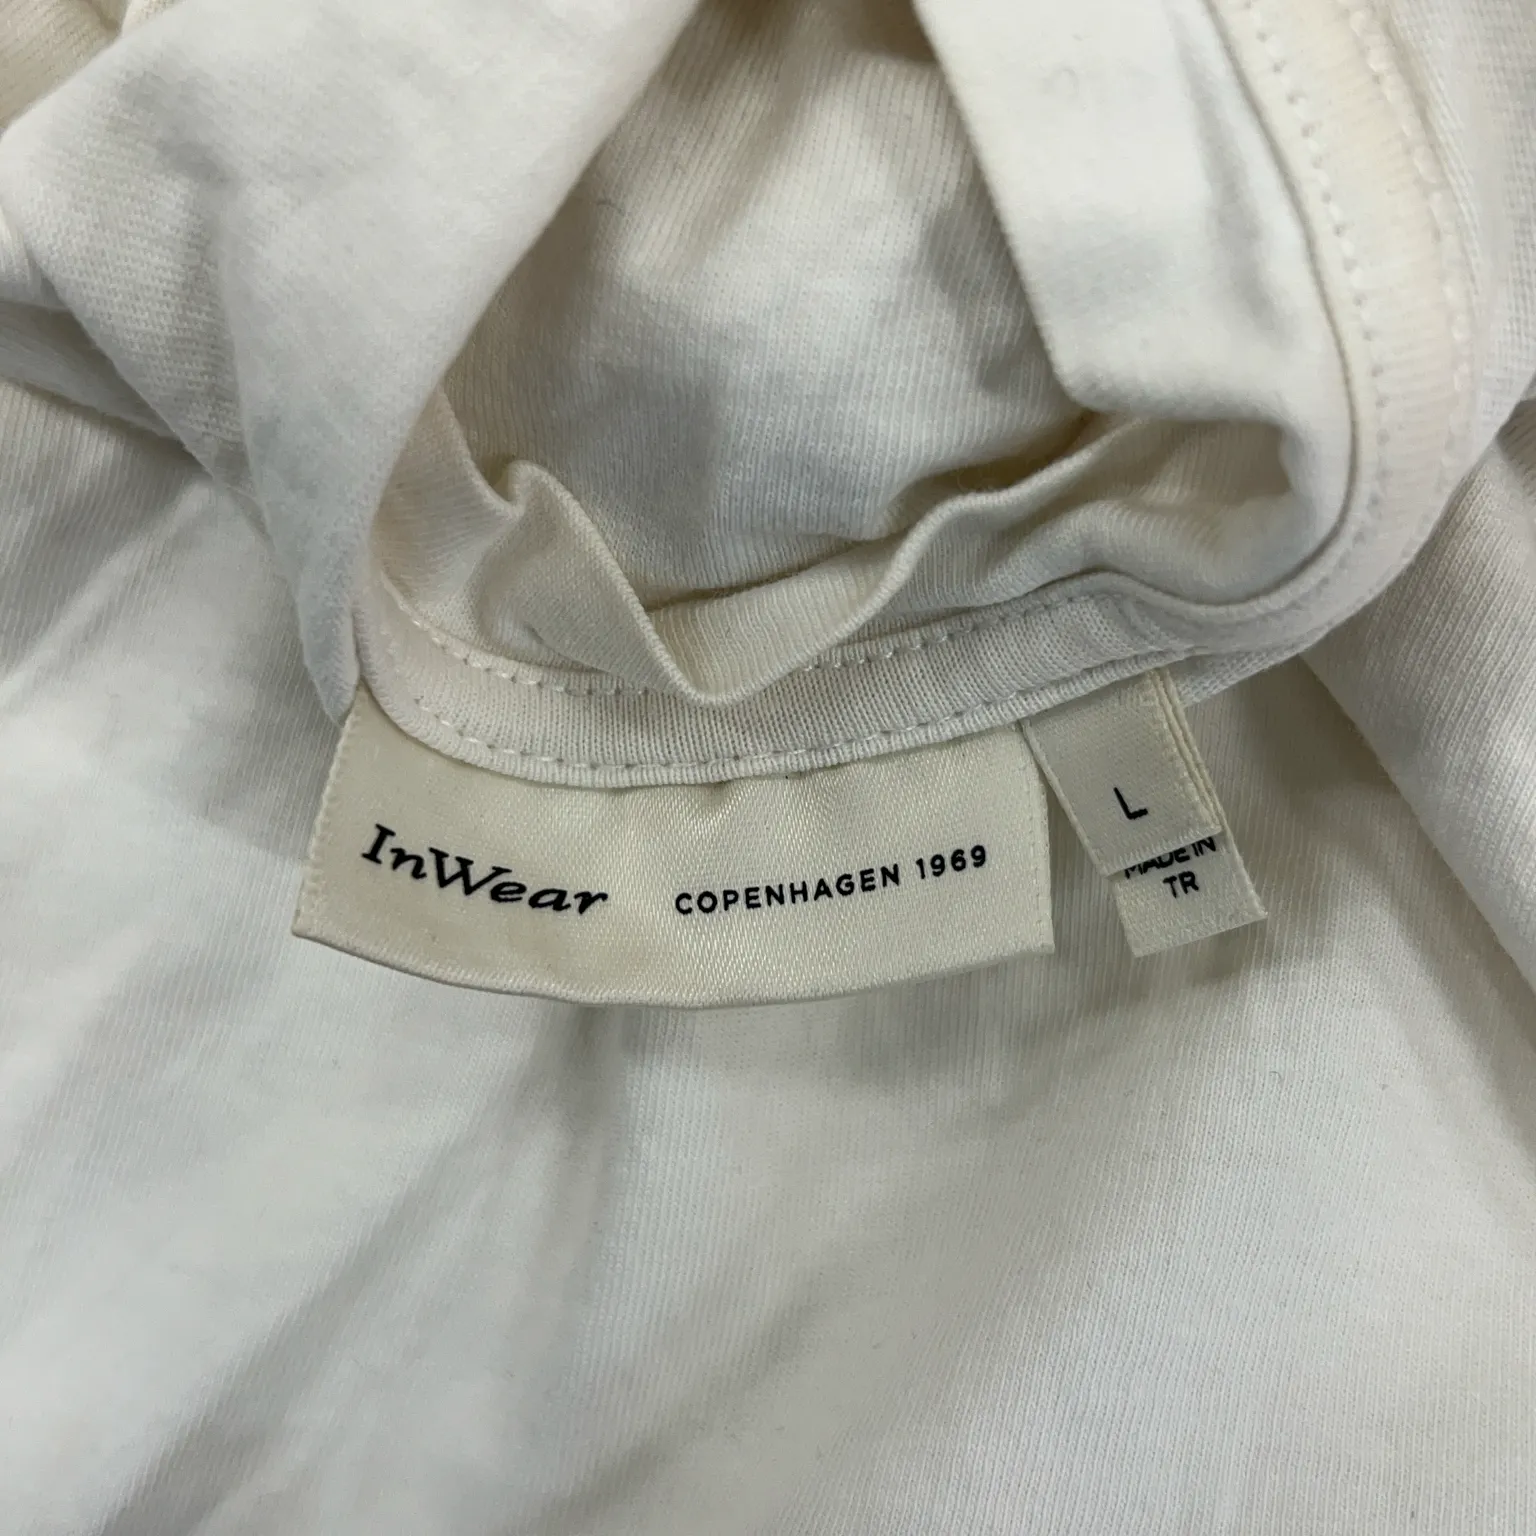 InWear COPENHAGEN 1969
L
MADE IN
TR